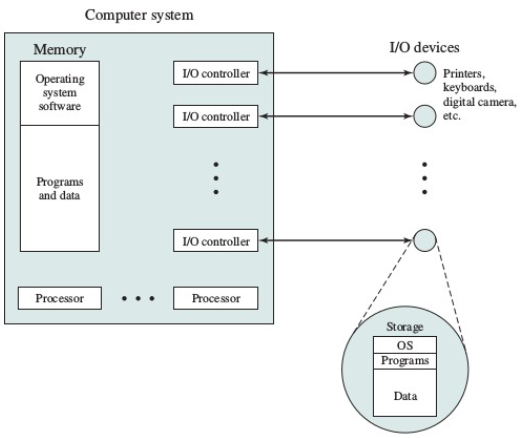 Computer system
Memory
I/O devices
Operating
system
software
I/O controller
Printers,
keyboards,
digital camera,
etc.
I/O controller
Programs
and data
I/O controller
Processor
Processor
Storage
OS
Programs
Data